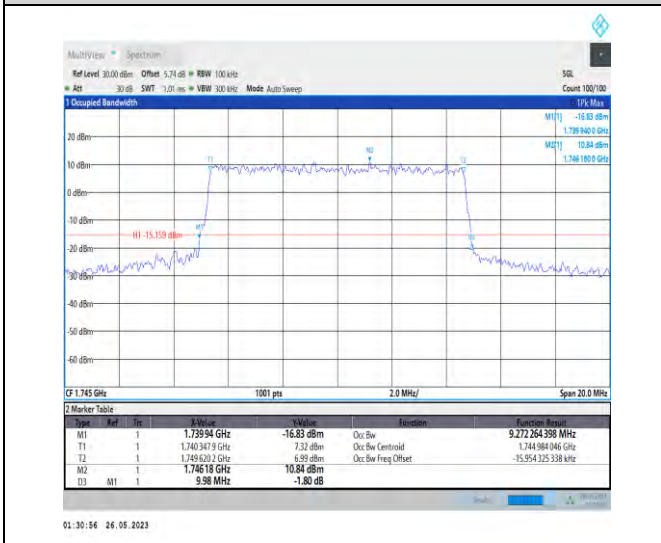 MultiView Spectrum
Ref Level 30.00 dBm Offset 5.74 dB RBW 100 kHz SGL
Att 30 dB SWT 1.01 ms VBW 300 kHz Mode Auto Sweep Count 100/100
1 Occupied Bandwidth 1Pk Max
M1[1] -16.83 dBm
1.739 940 0 GHz
M2[1] 10.84 dBm
1.746 180 0 GHz
20 dBm
10 dBm
0 dBm
-10 dBm
H1 -15.159 dBm
-20 dBm
-30 dBm
-40 dBm
-50 dBm
-60 dBm
T1
M2
T2
M1
CF 1.745 GHz 1001 pts 2.0 MHz/ Span 20.0 MHz
2 Marker Table
Type Ref Trc X-Value Y-Value Function Function Result
M1 1 1.739 94 GHz -16.83 dBm Occ Bw 9.272 264 398 MHz
T1 1 1.740 347 9 GHz 7.32 dBm Occ Bw Centroid 1.744 984 046 GHz
T2 1 1.749 620 2 GHz 6.99 dBm Occ Bw Freq Offset -15.954 325 338 kHz
M2 1 1.746 18 GHz 10.84 dBm
D3 M1 1 9.98 MHz -1.80 dB
01:30:56 26.05.2023